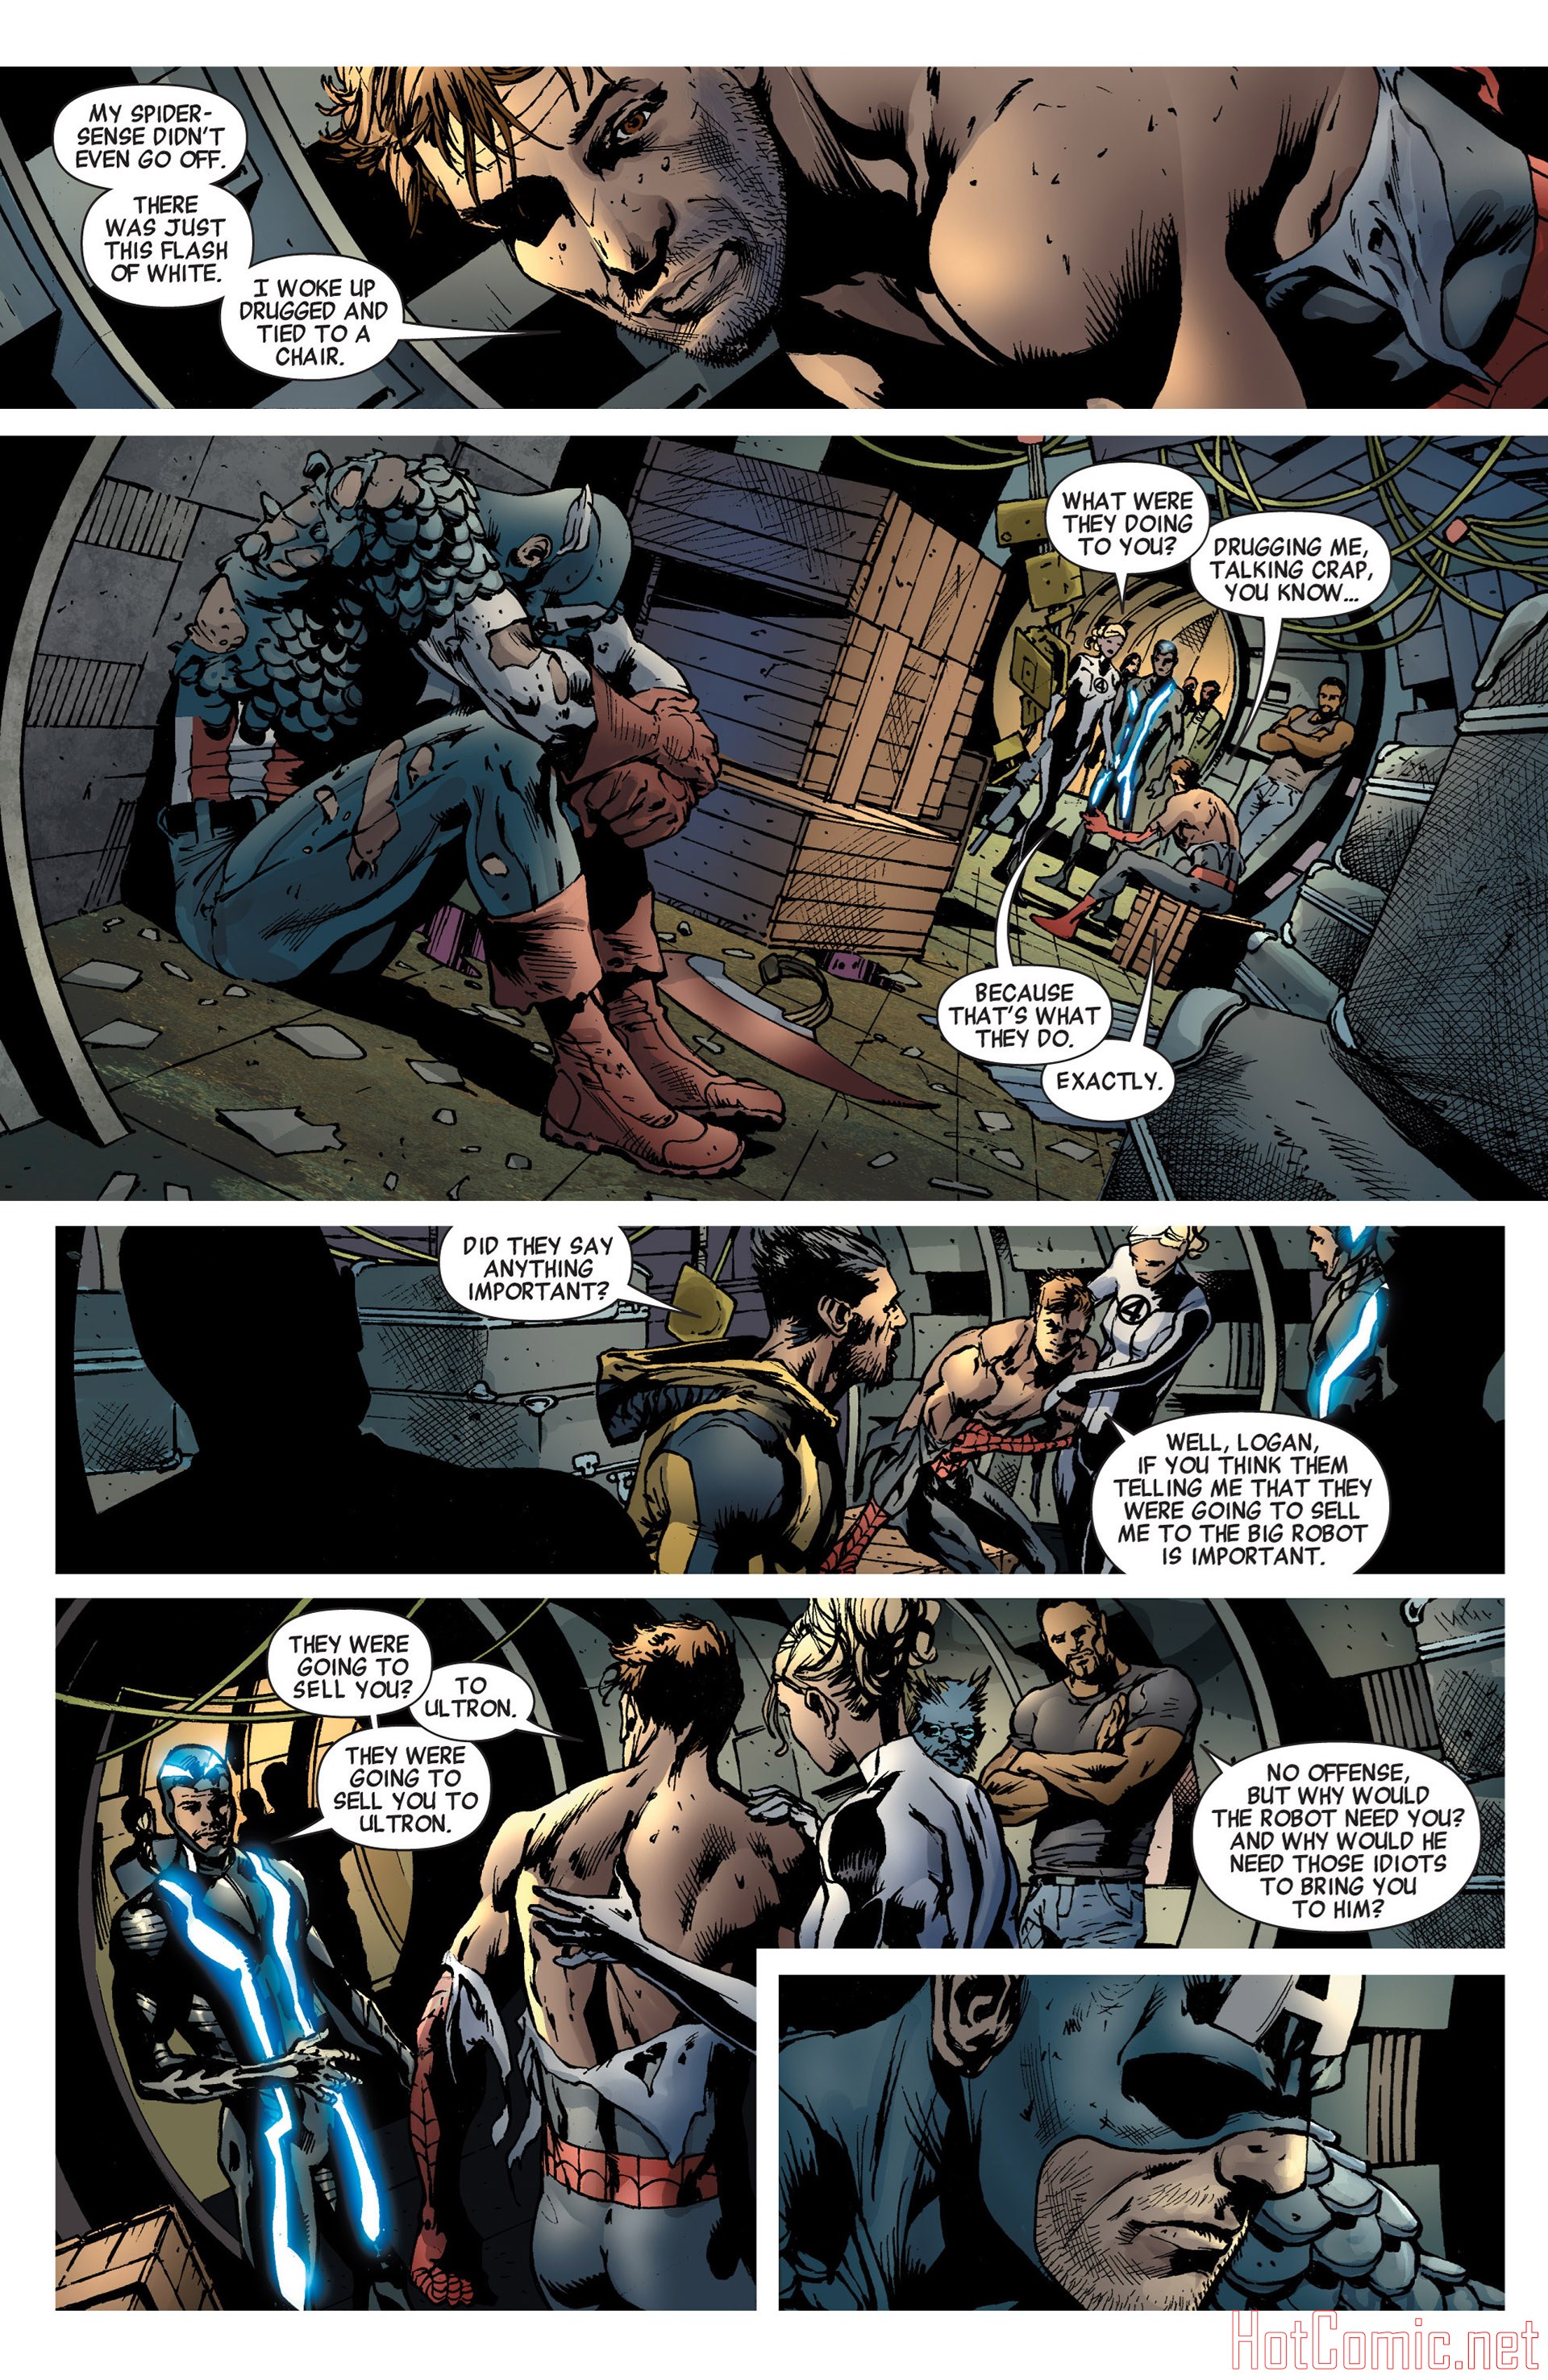 MY SPIDER-
SENSE DIDN'T
EVEN GO OFF.
THERE
WAS JUST
THIS FLASH
OF WHITE.
I WOKE UP
DRUGGED AND
TIED TO A
CHAIR.
WHAT WERE
THEY DOING
TO YOU?
DRUGGING ME,
TALKING CRAP,
YOU KNOW...
BECAUSE
THAT'S WHAT
THEY DO.
EXACTLY.
DID THEY SAY
ANYTHING
IMPORTANT?
WELL, LOGAN,
IF YOU THINK THEM
TELLING ME THAT THEY
WERE GOING TO SELL
ME TO THE BIG ROBOT
IS IMPORTANT.
THEY WERE
GOING TO
SELL YOU?
TO
ULTRON.
THEY WERE
GOING TO
SELL YOU TO
ULTRON.
NO OFFENSE,
BUT WHY WOULD
THE ROBOT NEED YOU?
AND WHY WOULD HE
NEED THOSE IDIOTS
TO BRING YOU
TO HIM?
4
4
A
HotComic.net